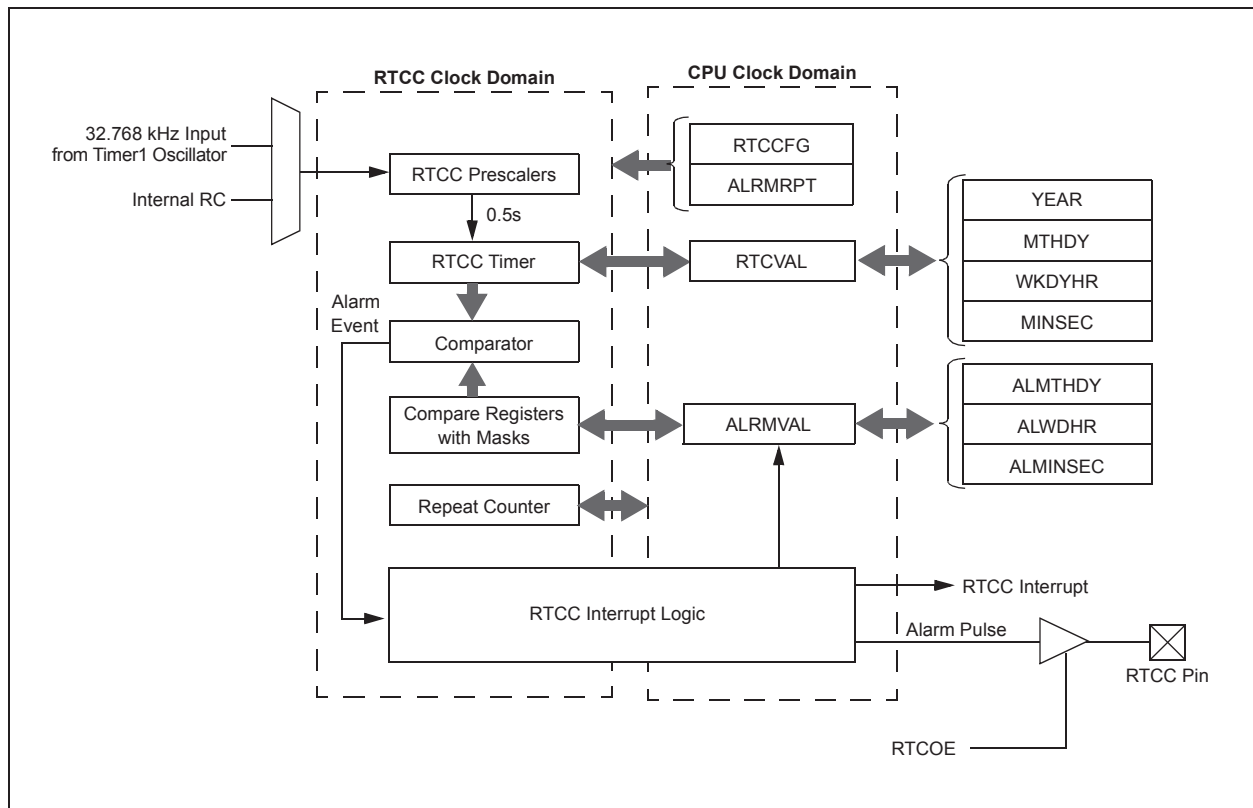 RTCC Clock Domain
CPU Clock Domain
32.768 kHz Input
from Timer1 Oscillator
Internal RC
RTCC Prescalers
0.5s
RTCC Timer
Alarm
Event
Comparator
Compare Registers
with Masks
Repeat Counter
RTCC Interrupt Logic
RTCCFG
ALRMRPT
RTCVAL
ALRMVAL
YEAR
MTHDY
WKDYHR
MINSEC
ALMTHDY
ALWDHR
ALMINSEC
RTCC Interrupt
Alarm Pulse
RTCC Pin
RTCOE